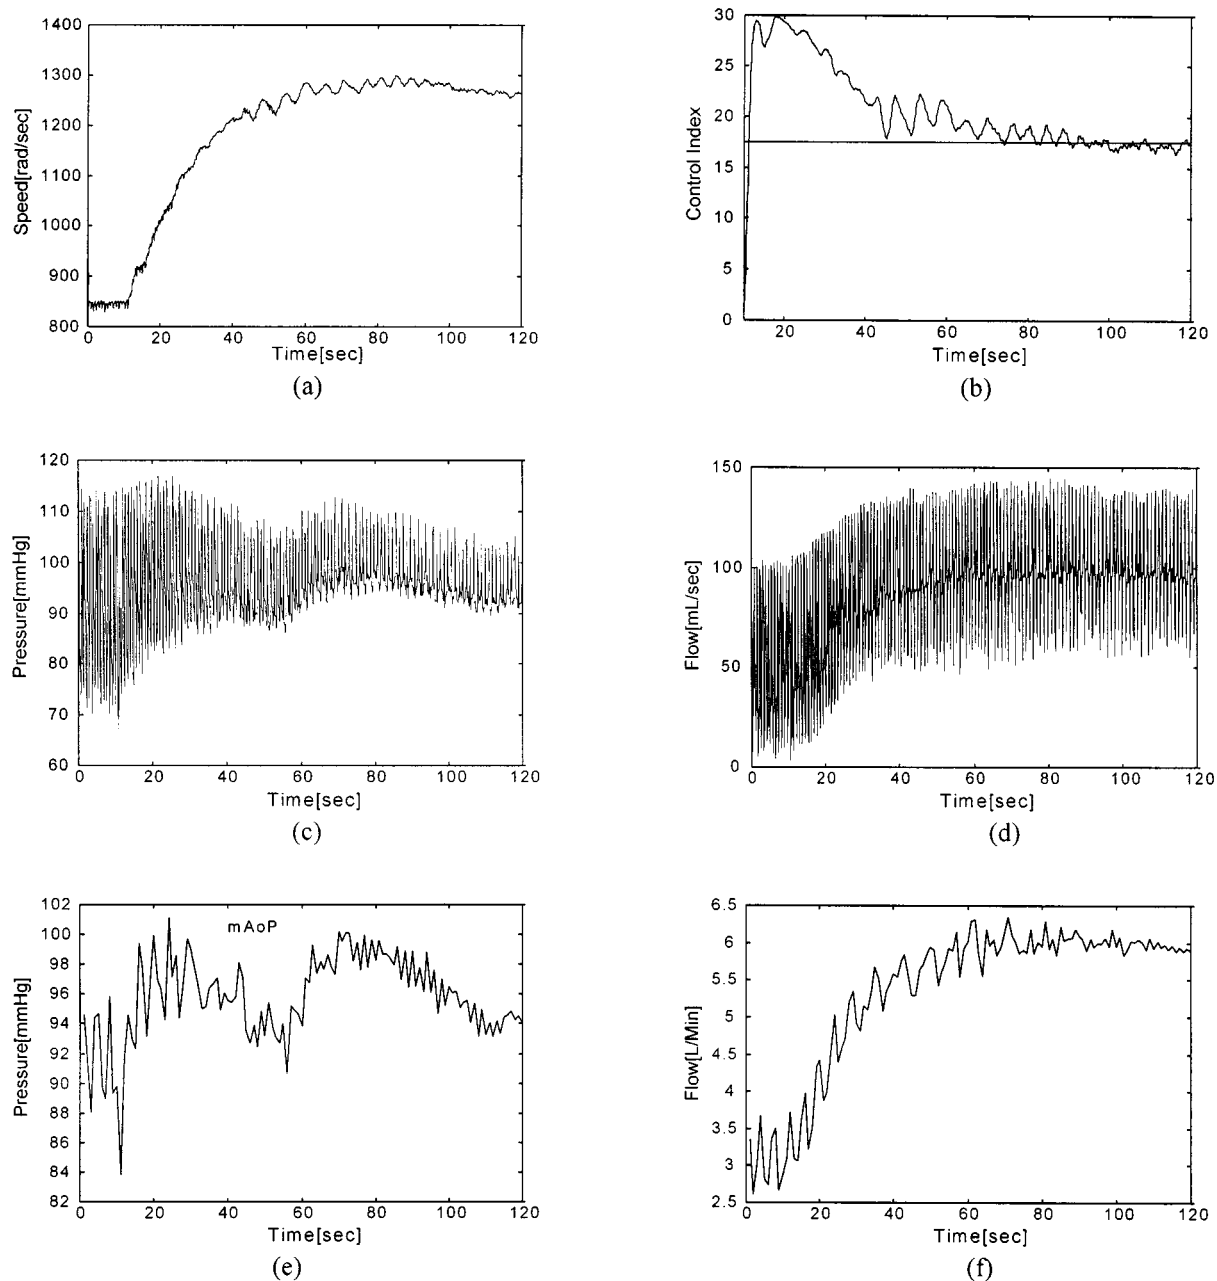 1400
1300
1200
1100
1000
900
800
Speed[rad/sec]
0 20 40 60 80 100 120
Time[sec]
(a)
30
25
20
15
10
5
0
Control Index
20 40 60 80 100 120
Time[sec]
(b)
120
110
100
90
80
70
60
Pressure[mmHg]
0 20 40 60 80 100 120
Time[sec]
(c)
150
100
50
0
Flow[mL/sec]
0 20 40 60 80 100 120
Time[sec]
(d)
102
100
98
96
94
92
90
88
86
84
82
Pressure[mmHg]
mAoP
0 20 40 60 80 100 120
Time[sec]
(e)
6.5
6
5.5
5
4.5
4
3.5
3
2.5
Flow[L/Min]
0 20 40 60 80 100 120
Time[sec]
(f)